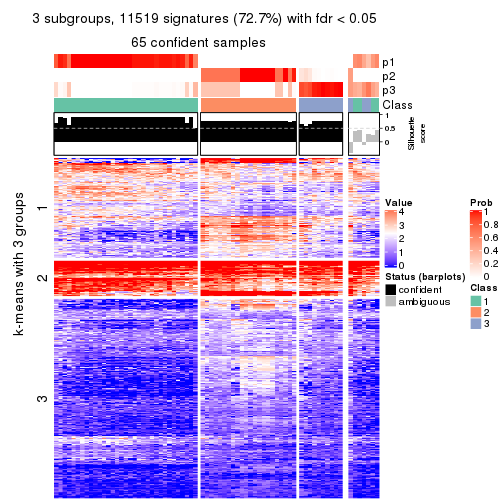 3 subgroups, 11519 signatures (72.7%) with fdr < 0.05
65 confident samples
p1
p2
p3
Class
1
0.5
0
Silhouette
score
k-means with 3 groups
1
2
3
Value
4
3
2
1
0
Status (barplots)
confident
ambiguous
Prob
1
0.8
0.6
0.4
0.2
0
Class
1
2
3